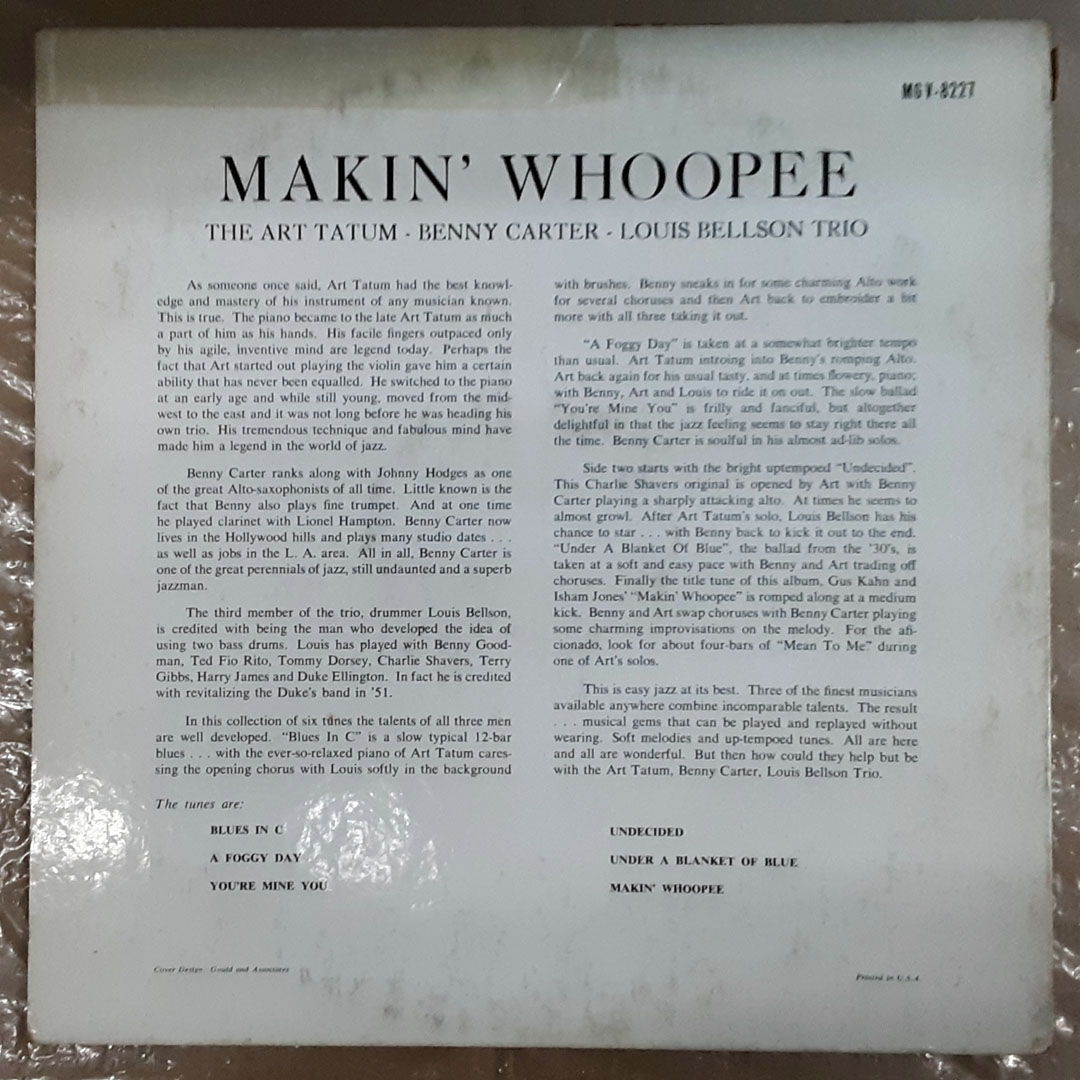 MGV-8227
MAKIN' WHOOPEE
THE ART TATUM - BENNY CARTER - LOUIS BELLSON TRIO
As someone once said, Art Tatum had the best knowl-
edge and mastery of his instrument of any musician known.
This is true. The piano became to the late Art Tatum as much
a part of him as his hands. His facile fingers outpaced only
by his agile, inventive mind are legend today. Perhaps the
fact that Art started out playing the violin gave him a certain
ability that has never been equalled. He switched to the piano
at an early age and while still young, moved from the mid-
west to the east and it was not long before he was heading his
own trio. His tremendous technique and fabulous mind have
made him a legend in the world of jazz.
Benny Carter ranks along with Johnny Hodges as one
of the great Alto-saxophonists of all time. Little known is the
fact that Benny also plays fine trumpet. And at one time
he played clarinet with Lionel Hampton. Benny Carter now
lives in the Hollywood hills and plays many studio dates . . .
as well as jobs in the L. A. area. All in all, Benny Carter is
one of the great perennials of jazz, still undaunted and a superb
jazzman.
The third member of the trio, drummer Louis Bellson,
is credited with being the man who developed the idea of
using two bass drums. Louis has played with Benny Good-
man, Ted Fio Rito, Tommy Dorsey, Charlie Shavers, Terry
Gibbs, Harry James and Duke Ellington. In fact he is credited
with revitalizing the Duke's band in '51.
In this collection of six tunes the talents of all three men
are well developed. "Blues In C" is a slow typical 12-bar
blues . . . with the ever-so-relaxed piano of Art Tatum cares-
sing the opening chorus with Louis softly in the background
with brushes. Benny sneaks in for some charming Alto work
for several choruses and then Art back to embroider a bit
more with all three taking it out.
"A Foggy Day" is taken at a somewhat brighter tempo
than usual. Art Tatum introing into Benny's romping Alto.
Art back again for his usual tasty, and at times flowery, piano;
with Benny, Art and Louis to ride it on out. The slow ballad
"You're Mine You" is frilly and fanciful, but altogether
delightful in that the jazz feeling seems to stay right there all
the time. Benny Carter is soulful in his almost ad-lib solos.
Side two starts with the bright uptempoed "Undecided".
This Charlie Shavers original is opened by Art with Benny
Carter playing a sharply attacking alto. At times he seems to
almost growl. After Art Tatum's solo, Louis Bellson has his
chance to star . . . with Benny back to kick it out to the end.
"Under A Blanket Of Blue", the ballad from the '30's, is
taken at a soft and easy pace with Benny and Art trading off
choruses. Finally the title tune of this album, Gus Kahn and
Isham Jones' "Makin' Whoopee" is romped along at a medium
kick. Benny and Art swap choruses with Benny Carter playing
some charming improvisations on the melody. For the afi-
cionado, look for about four-bars of "Mean To Me" during
one of Art's solos.
This is easy jazz at its best. Three of the finest musicians
available anywhere combine incomparable talents. The result
. . . musical gems that can be played and replayed without
wearing. Soft melodies and up-tempoed tunes. All are here
and all are wonderful. But then how could they help but be
with the Art Tatum, Benny Carter, Louis Bellson Trio.
The tunes are:
BLUES IN C
A FOGGY DAY
YOU'RE MINE YOU
UNDECIDED
UNDER A BLANKET OF BLUE
MAKIN' WHOOPEE
Cover Design: Gould and Associates
Printed in U.S.A.